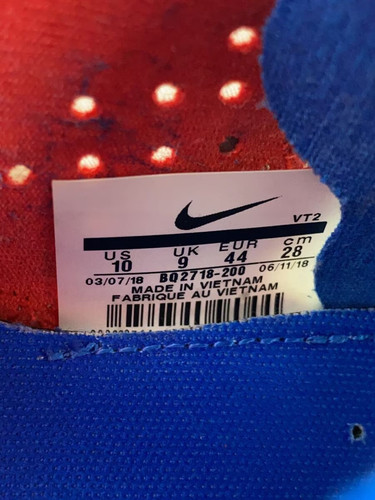 VT2
US UK EUR cm
10 9 44 28
03/07/18 BQ2718-200 06/11/18
MADE IN VIETNAM
FABRIQUE AU VIETNAM